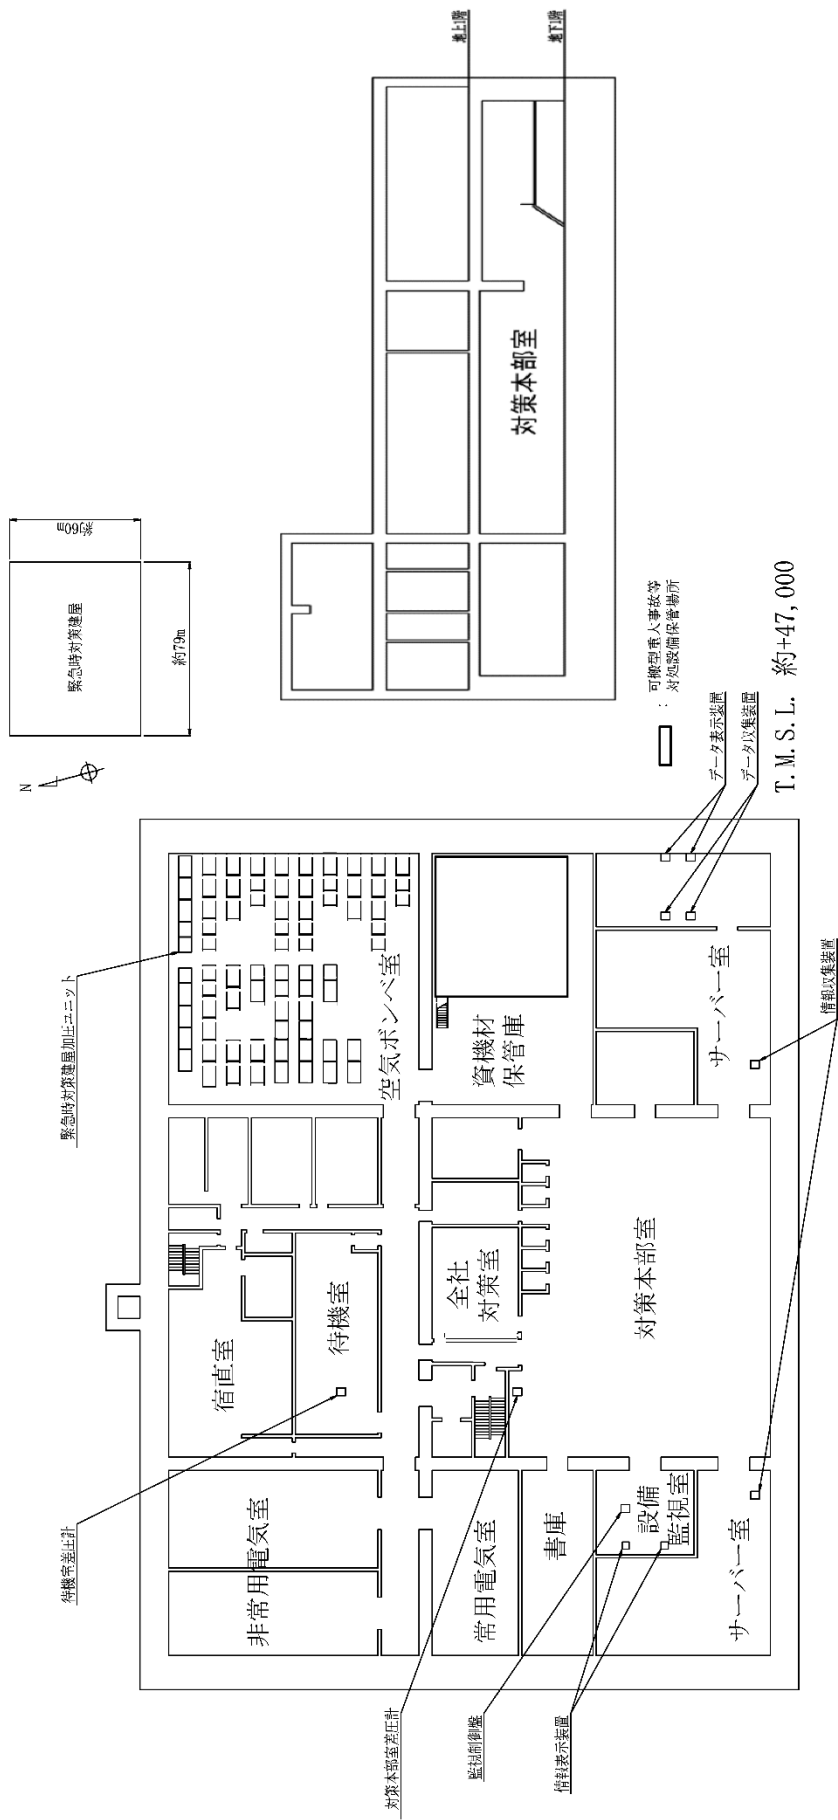 地上1階
地下1階
対策本部室
約60m
緊急時対策建屋
約79m
N
: 可搬型重大事故等
対処設備保管場所
T.M.S.L. 約+47,000
データ表示装置
データ収集装置
情報収集装置
緊急時対策建屋加圧ユニット
空気ボンベ室
資機材
保管庫
サーバー室
宿直室
待機室
全社
対策室
対策本部室
待機室差圧計
非常用電気室
常用電気室
書庫
設備
監視室
サーバー室
対策本部室差圧計
監視制御盤
情報表示装置